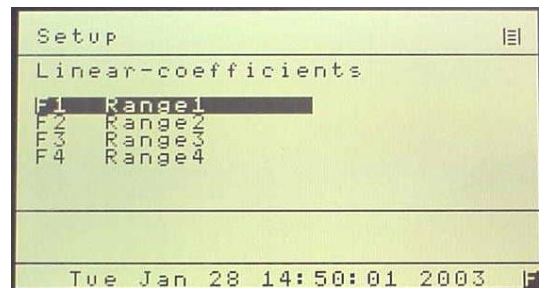 Setup
Linear-coefficients
F1 Range1
F2 Range2
F3 Range3
F4 Range4
Tue Jan 28 14:50:01 2003 F